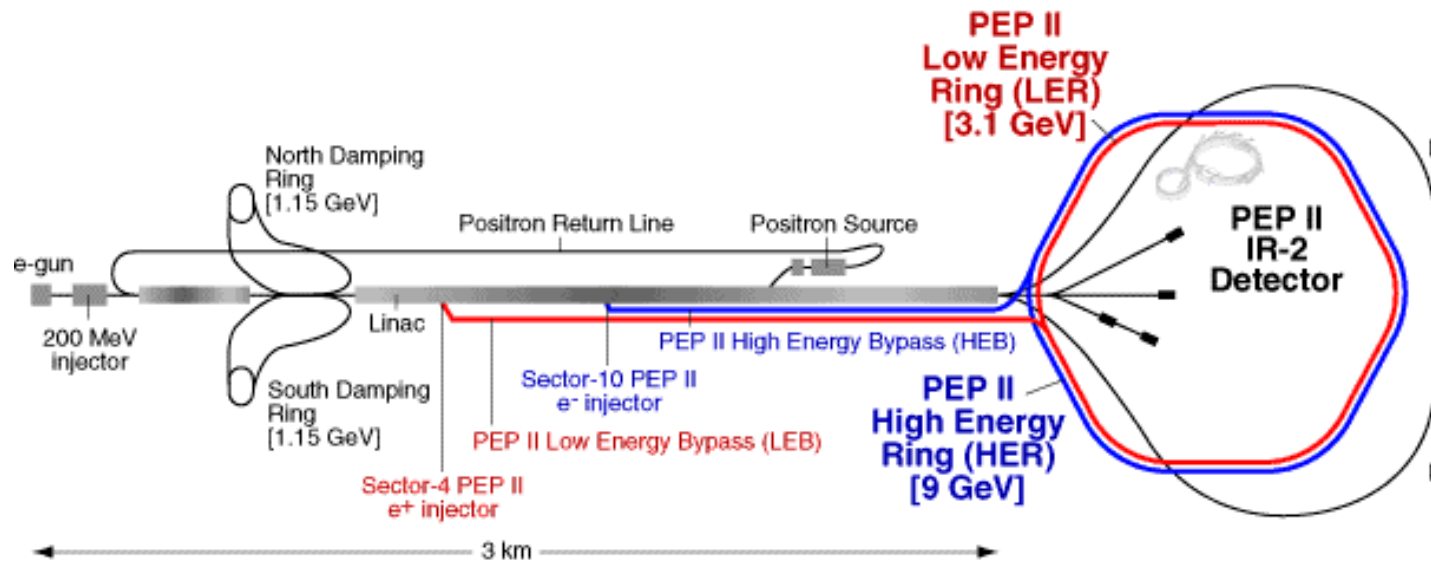 PEP II
Low Energy
Ring (LER)
[3.1 GeV]
North Damping
Ring
[1.15 GeV]
Positron Return Line
Positron Source
e-gun
200 MeV
injector
Linac
PEP II
IR-2
Detector
PEP II High Energy Bypass (HEB)
Sector-10 PEP II
e- injector
South Damping
Ring
[1.15 GeV]
PEP II Low Energy Bypass (LEB)
Sector-4 PEP II
e+ injector
PEP II
High Energy
Ring (HER)
[9 GeV]
3 km